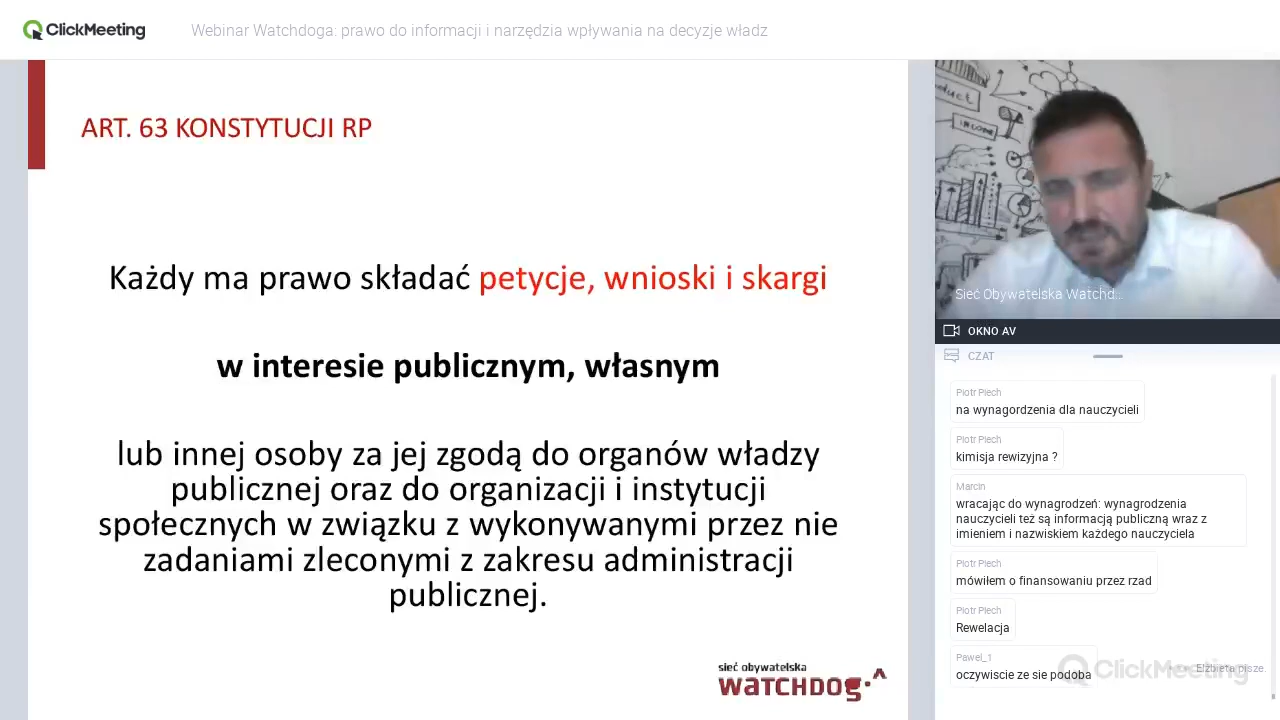 ClickMeeting
Webinar Watchdoga: prawo do informacji i narzędzia wpływania na decyzje władz
ART. 63 KONSTYTUCJI RP
Każdy ma prawo składać petycje, wnioski i skargi
w interesie publicznym, własnym
lub innej osoby za jej zgodą do organów władzy
publicznej oraz do organizacji i instytucji
społecznych w związku z wykonywanymi przez nie
zadaniami zleconymi z zakresu administracji
publicznej.
sieć obywatelska
WATCHDOG
duct
INCOME
Sieć Obywatelska Watchd...
OKNO AV
CZAT
Piotr Piech
na wynagordzenia dla nauczycieli
Piotr Piech
kimisja rewizyjna ?
Marcin
wracając do wynagrodzeń: wynagrodzenia
nauczycieli też są informacją publiczną wraz z
imieniem i nazwiskiem każdego nauczyciela
Piotr Piech
mówiłem o finansowaniu przez rzad
Piotr Piech
Rewelacja
Pawel_1
oczywiscie ze sie podoba
Elżbieta pisze.
ClickMeeting